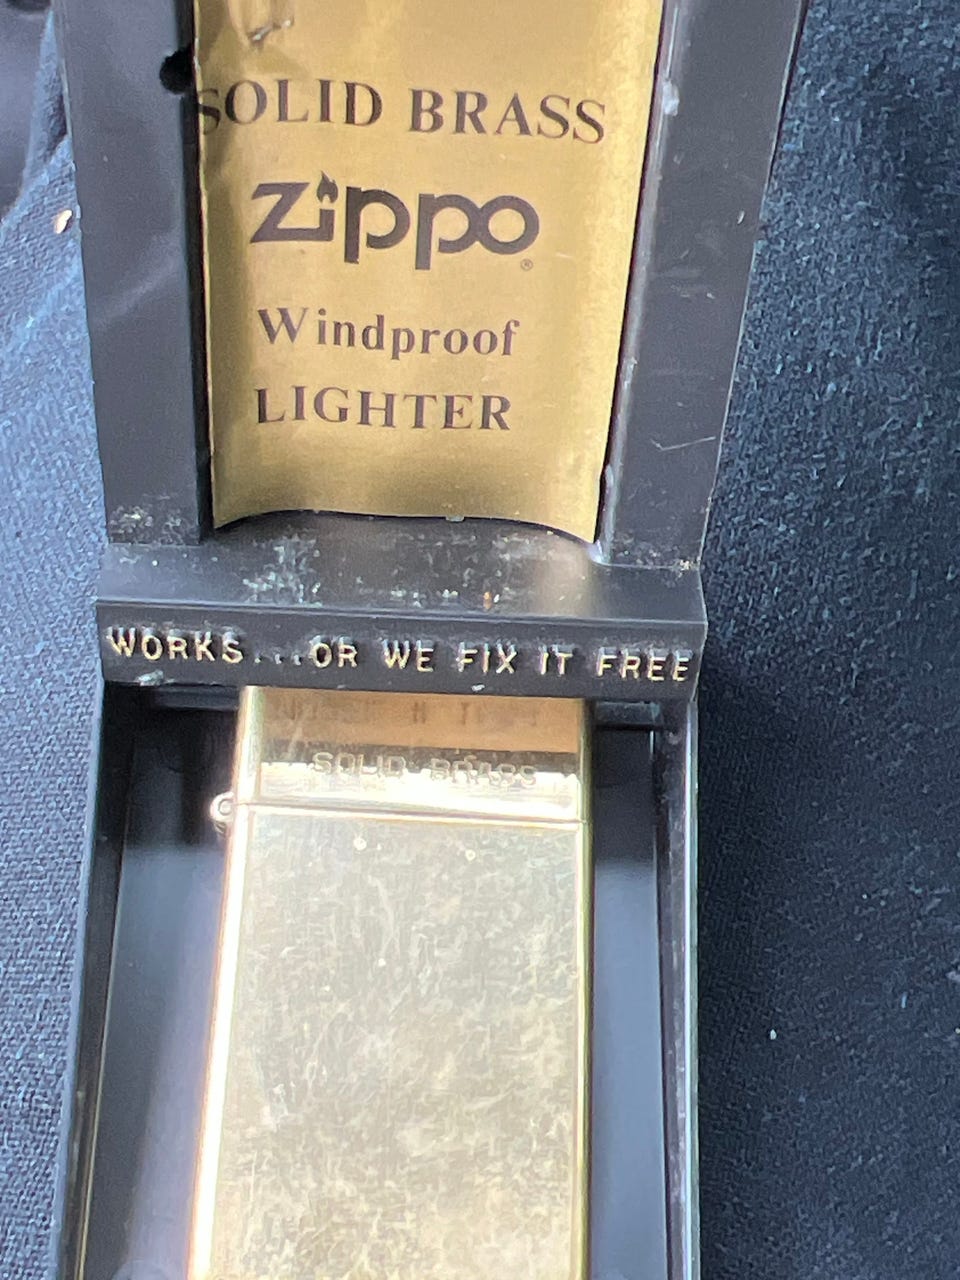 SOLID BRASS
zippo®
Windproof
LIGHTER
WORKS...OR WE FIX IT FREE
SOLID BRASS